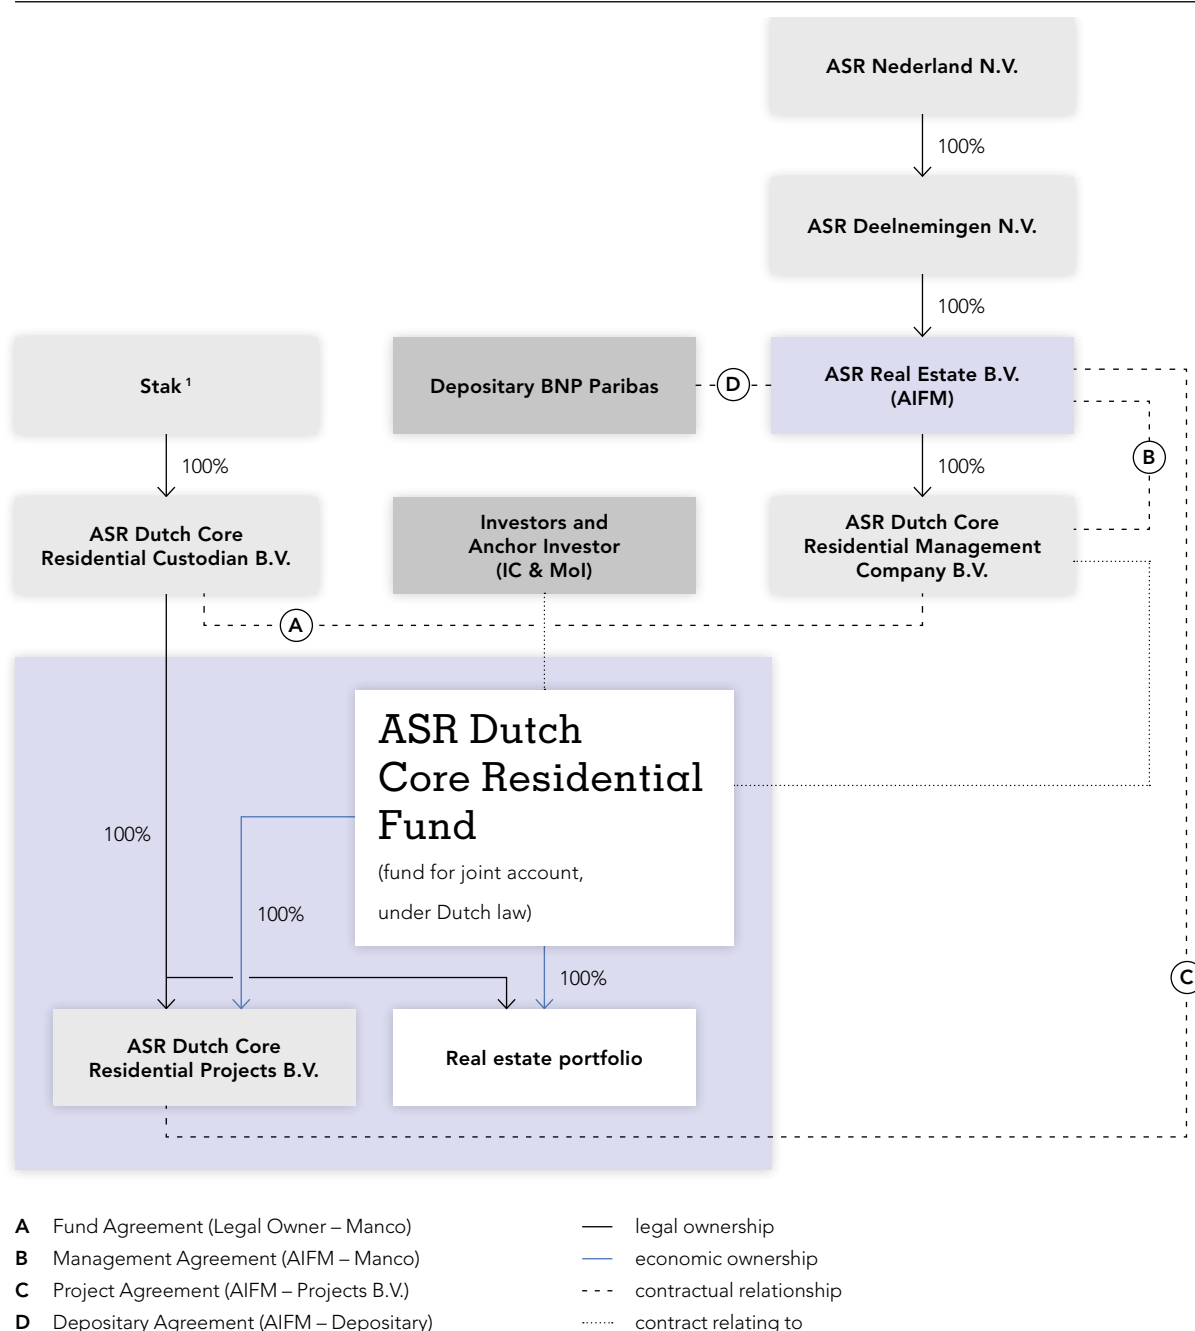 ASR Nederland N.V.
100%
ASR Deelnemingen N.V.
100%
Stak 1
Depositary BNP Paribas
D
ASR Real Estate B.V.
(AIFM)
100%
100%
B
ASR Dutch Core
Residential Custodian B.V.
Investors and
Anchor Investor
(IC & MoI)
ASR Dutch Core
Residential Management
Company B.V.
A
ASR Dutch
Core Residential
Fund
(fund for joint account,
under Dutch law)
100%
100%
100%
C
ASR Dutch Core
Residential Projects B.V.
Real estate portfolio
A Fund Agreement (Legal Owner – Manco)
B Management Agreement (AIFM – Manco)
C Project Agreement (AIFM – Projects B.V.)
D Depositary Agreement (AIFM – Depositary)
legal ownership
economic ownership
contractual relationship
contract relating to